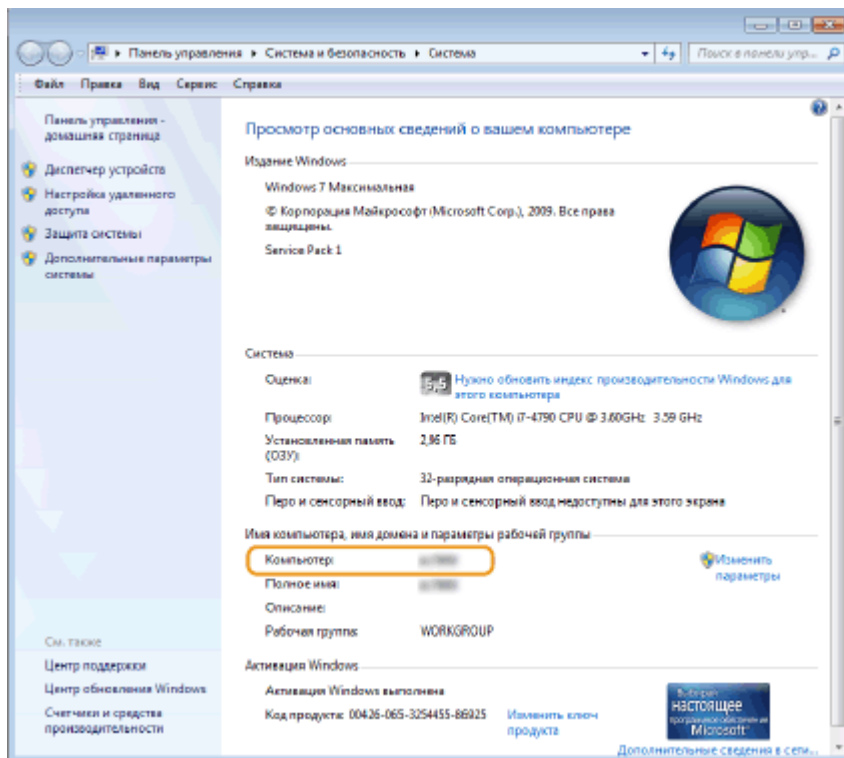 Панель управления ▸ Система и безопасность ▸ Система
Поиск в панели упр...
Файл Правка Вид Сервис Справка
Панель управления -
домашняя страница
Диспетчер устройств
Настройка удаленного
доступа
Защита системы
Дополнительные параметры
системы
См. также
Центр поддержки
Центр обновления Windows
Счетчики и средства
производительности
Просмотр основных сведений о вашем компьютере
Издание Windows
Windows 7 Максимальная
© Корпорация Майкрософт (Microsoft Corp.), 2009. Все права
защищены.
Service Pack 1
Система
Оценка: 5,5 Нужно обновить индекс производительности Windows для
этого компьютера
Процессор: Intel(R) Core(TM) i7-4790 CPU @ 3.60GHz 3.59 GHz
Установленная память 2,96 ГБ
(ОЗУ):
Тип системы: 32-разрядная операционная система
Перо и сенсорный ввод: Перо и сенсорный ввод недоступны для этого экрана
Имя компьютера, имя домена и параметры рабочей группы
Компьютер: Изменить
параметры
Полное имя:
Описание:
Рабочая группа: WORKGROUP
Активация Windows
Активация Windows выполнена
Код продукта: 00426-065-3254455-86925 Изменить ключ
продукта
настоящее
Microsoft
Дополнительные сведения в сети...